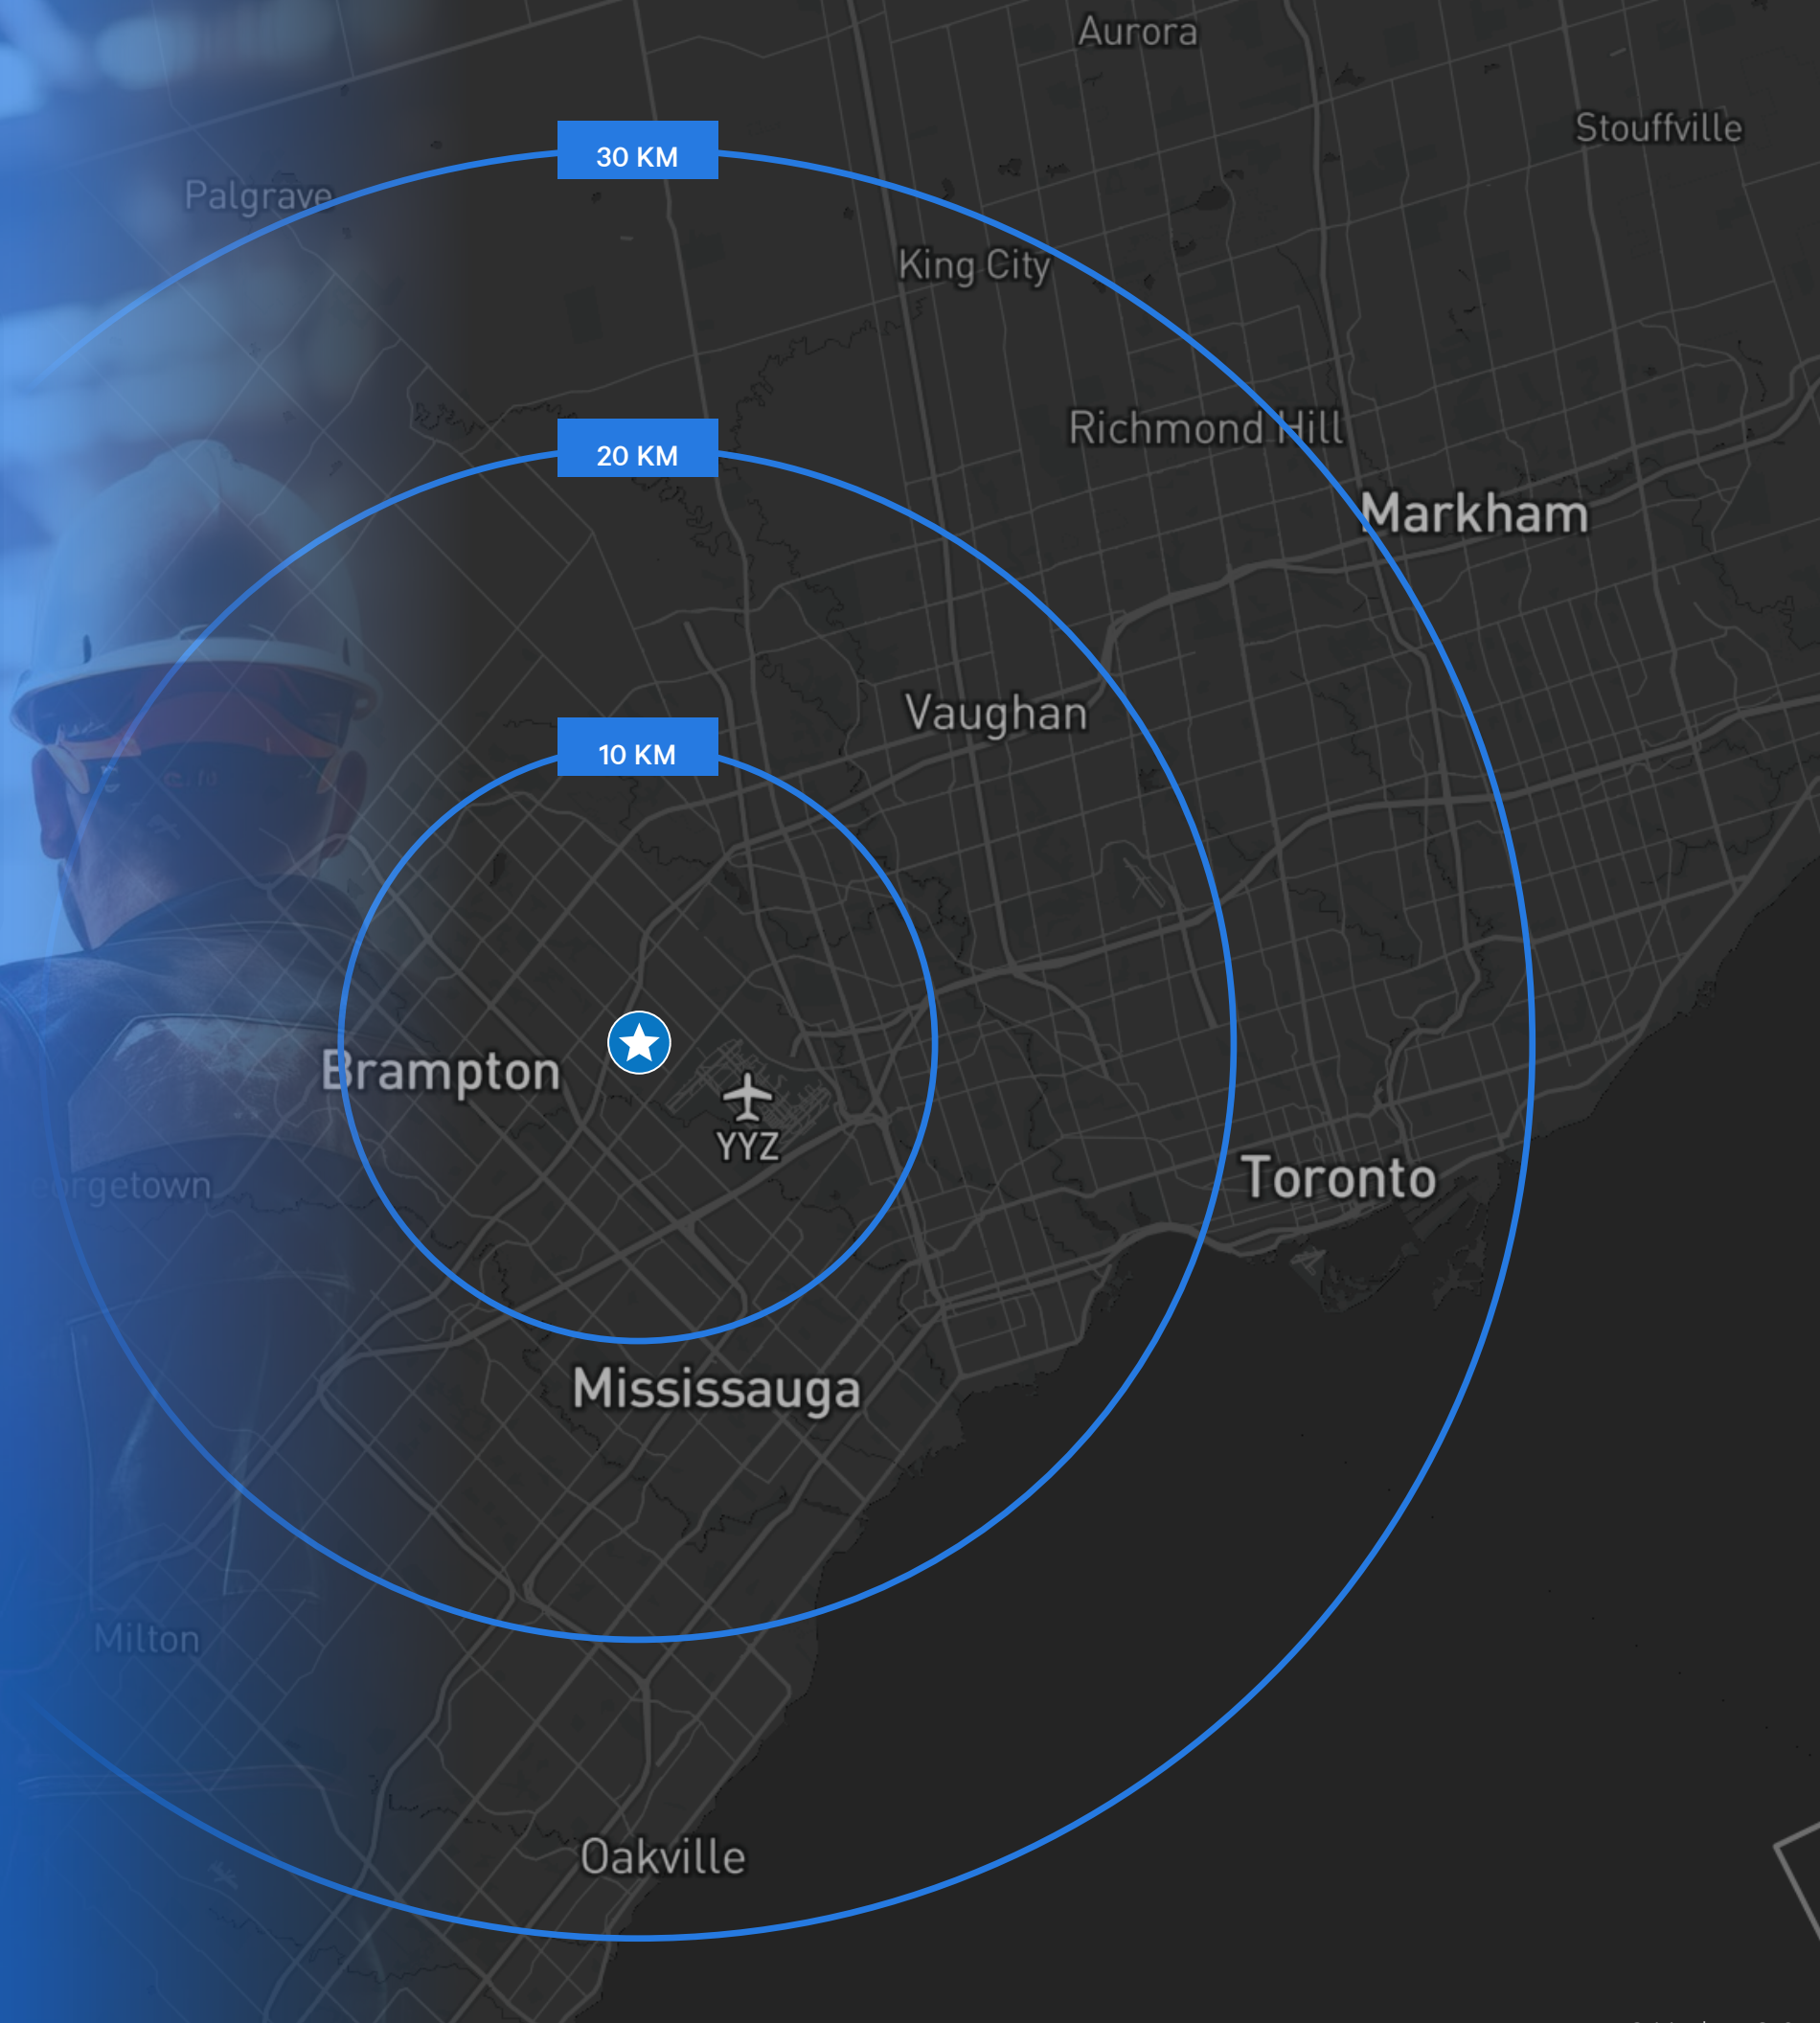 Aurora
Stouffville
30 KM
Palgrave
King City
Richmond Hill
20 KM
Markham
Vaughan
10 KM
Brampton
YYZ
Toronto
eorgetown
Mississauga
Milton
Oakville